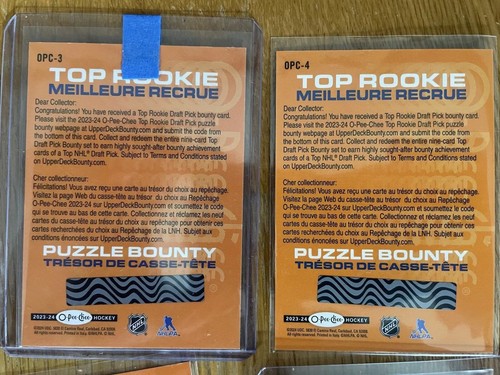 OPC-3
TOP ROOKIE
MEILLEURE RECRUE
Dear Collector:
Congratulations! You have received a Top Rookie Draft Pick bounty card.
Please visit the 2023-24 O-Pee-Chee Top Rookie Draft Pick puzzle
bounty webpage at UpperDeckBounty.com and submit the code from
the bottom of this card. Collect and redeem the entire nine-card Top
Draft Pick Bounty set to earn highly sought-after bounty achievement
cards of a Top NHL® Draft Pick. Subject to Terms and Conditions stated
on UpperDeckBounty.com.
Cher collectionneur:
Félicitations! Vous avez reçu une carte au trésor du choix au repêchage.
Visitez la page Web du casse-tête au trésor du choix au repêchage
O-Pee-Chee 2023-24 sur UpperDeckBounty.com et soumettez le code
qui se trouve au bas de cette carte. Collectionnez et réclamez les neuf
cartes du casse-tête au trésor du choix au repêchage pour obtenir ces
cartes recherchées du choix au Repêchage de la LNH. Sujet aux
conditions énoncées sur UpperDeckBounty.com.
PUZZLE BOUNTY
TRÉSOR DE CASSE-TÊTE
2023-24 O-Pee-Chee HOCKEY
NHL
NHLPA
OPC-4
TOP ROOKIE
MEILLEURE RECRUE
Dear Collector:
Congratulations! You have received a Top Rookie Draft Pick bounty card.
Please visit the 2023-24 O-Pee-Chee Top Rookie Draft Pick puzzle
bounty webpage at UpperDeckBounty.com and submit the code from
the bottom of this card. Collect and redeem the entire nine-card Top
Draft Pick Bounty set to earn highly sought-after bounty achievement
cards of a Top NHL® Draft Pick. Subject to Terms and Conditions stated
on UpperDeckBounty.com.
Cher collectionneur:
Félicitations! Vous avez reçu une carte au trésor du choix au repêchage.
Visitez la page Web du casse-tête au trésor du choix au repêchage
O-Pee-Chee 2023-24 sur UpperDeckBounty.com et soumettez le code
qui se trouve au bas de cette carte. Collectionnez et réclamez les neuf
cartes du casse-tête au trésor du choix au repêchage pour obtenir ces
cartes recherchées du choix au Repêchage de la LNH. Sujet aux
conditions énoncées sur UpperDeckBounty.com.
PUZZLE BOUNTY
TRÉSOR DE CASSE-TÊTE
2023-24 O-Pee-Chee HOCKEY
NHL
NHLPA